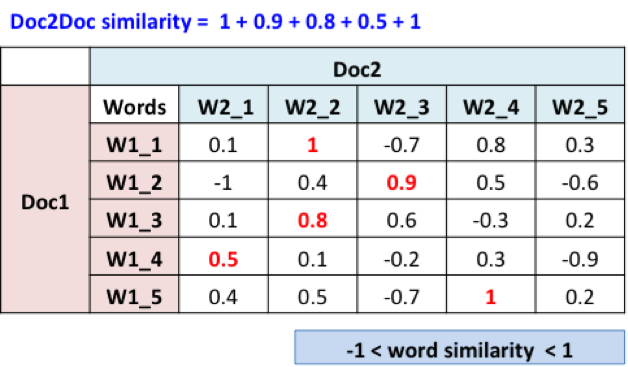 Doc2Doc similarity = 1 + 0.9 + 0.8 + 0.5 + 1
Doc2
Words W2_1 W2_2 W2_3 W2_4 W2_5
W1_1 0.1 1 -0.7 0.8 0.3
W1_2 -1 0.4 0.9 0.5 -0.6
Doc1 W1_3 0.1 0.8 0.6 -0.3 0.2
W1_4 0.5 0.1 -0.2 0.3 -0.9
W1_5 0.4 0.5 -0.7 1 0.2
-1 < word similarity < 1